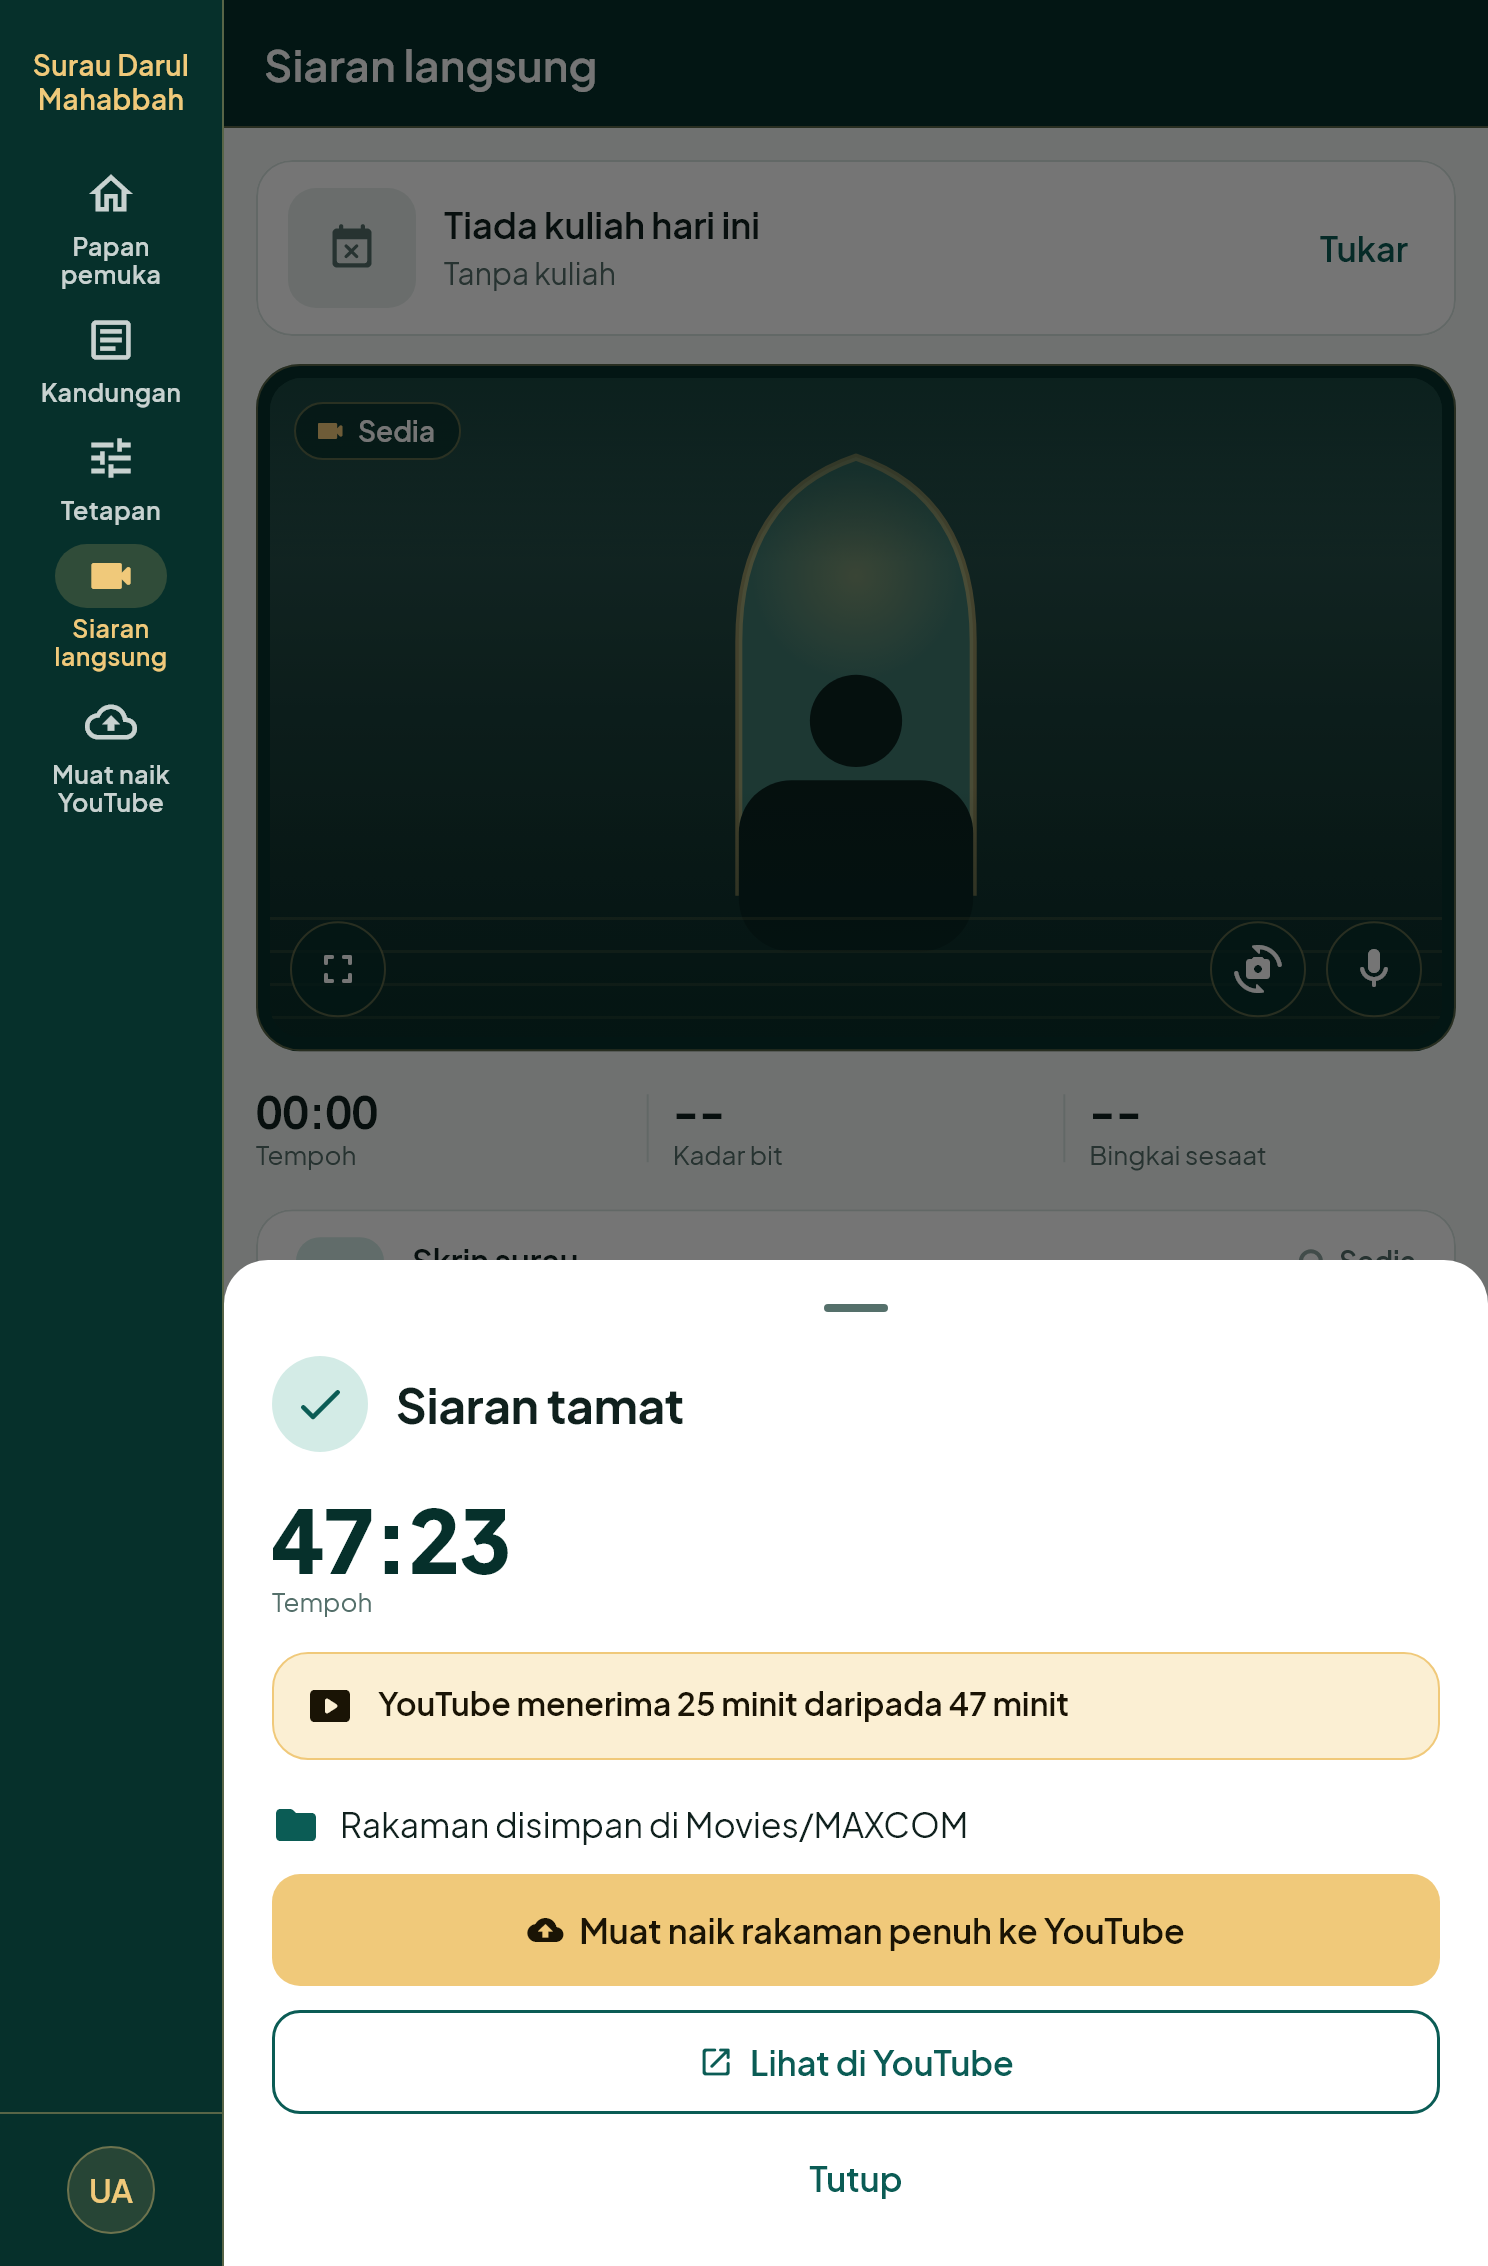 Surau Darul
Mahabbah
Papan
pemuka
Kandungan
Tetapan
Siaran
langsung
Muat naik
YouTube
UA
Siaran langsung
Tiada kuliah hari ini
Tanpa kuliah
Tukar
Sedia
00:00
Tempoh
--
Kadar bit
--
Bingkai sesaat
Skrip surau
Sedia
Siaran tamat
47:23
Tempoh
YouTube menerima 25 minit daripada 47 minit
Rakaman disimpan di Movies/MAXCOM
Muat naik rakaman penuh ke YouTube
Lihat di YouTube
Tutup